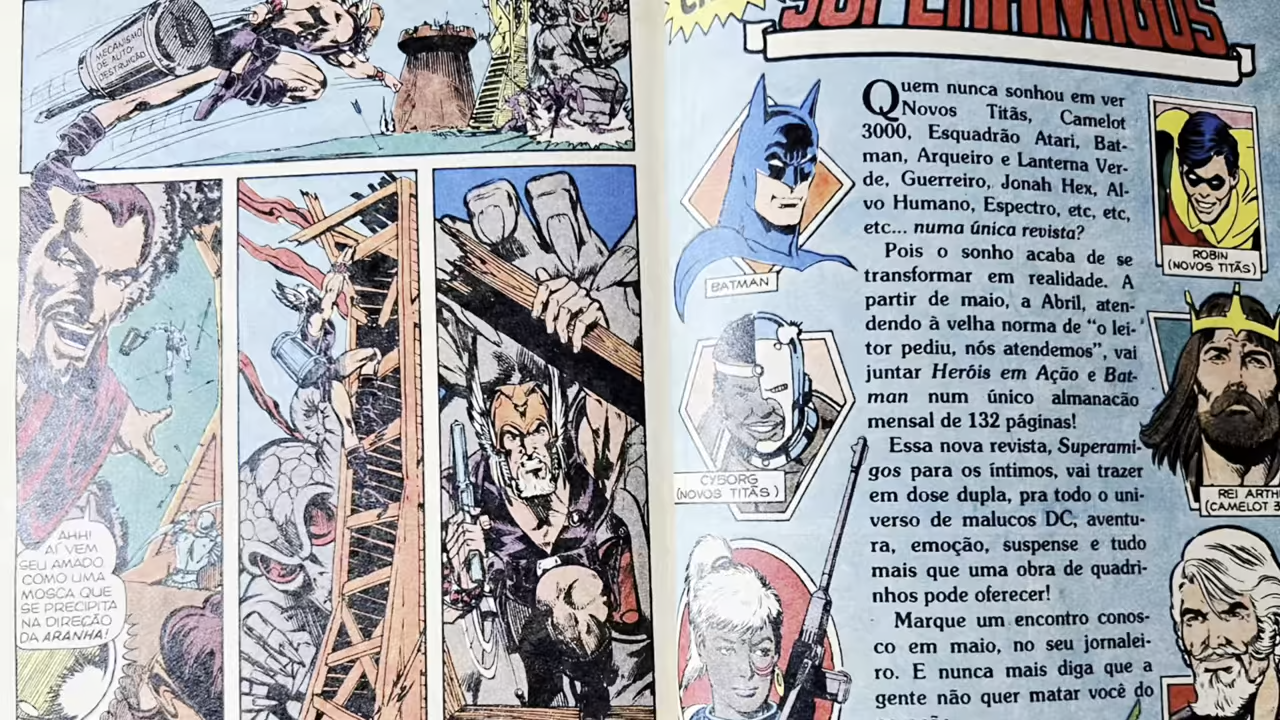 MECANISMO
DE AUTO-
DESTRUIÇÃO
AHH!
AÍ VEM
SEU AMADO
COMO UMA
MOSCA QUE
SE PRECIPITA
NA DIREÇÃO
DA ARANHA!
SUPERAMIGOS
Quem nunca sonhou em ver
Novos Titãs, Camelot
3000, Esquadrão Atari, Bat-
man, Arqueiro e Lanterna Ver-
de, Guerreiro, Jonah Hex, Al-
vo Humano, Espectro, etc, etc,
etc... numa única revista?
Pois o sonho acaba de se
transformar em realidade. A
partir de maio, a Abril, aten-
dendo à velha norma de “o lei-
tor pediu, nós atendemos”, vai
juntar Heróis em Ação e Bat-
man num único almanacão
mensal de 132 páginas!
Essa nova revista, Superami-
gos para os íntimos, vai trazer
em dose dupla, pra todo o uni-
verso de malucos DC, aventu-
ra, emoção, suspense e tudo
mais que uma obra de quadri-
nhos pode oferecer!
Marque um encontro conos-
co em maio, no seu jornalei-
ro. E nunca mais diga que a
gente não quer matar você do
BATMAN
CYBORG
(NOVOS TITÃS)
ROBIN
(NOVOS TITÃS)
REI ARTH
(CAMELOT 3